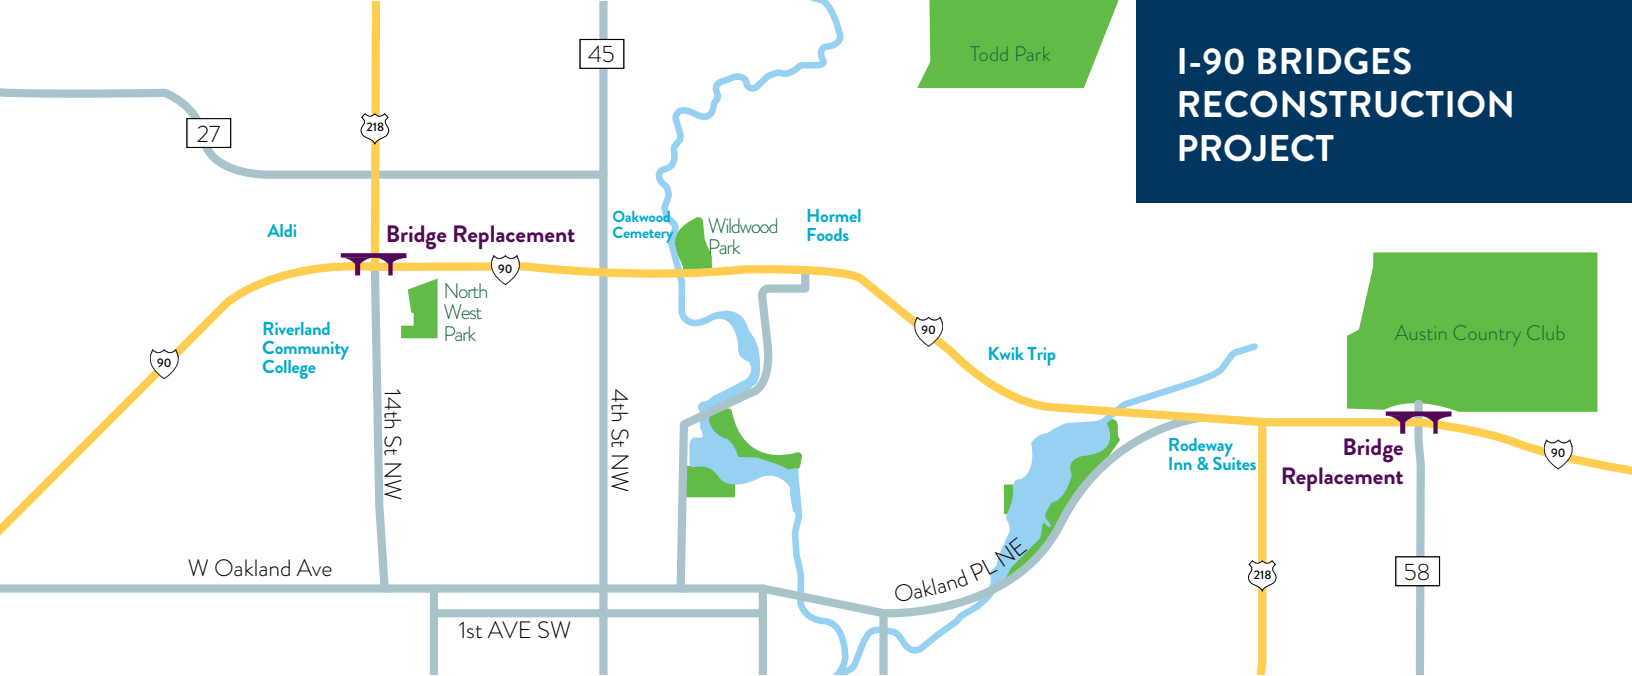 Todd Park
I-90 BRIDGES
RECONSTRUCTION
PROJECT
45
27
218
Aldi
Bridge Replacement
Oakwood
Cemetery
Wildwood
Park
Hormel
Foods
90
North
West
Park
Riverland
Community
College
90
90
Kwik Trip
Austin Country Club
14th St NW
4th St NW
Rodeway
Inn & Suites
Bridge
Replacement
90
W Oakland Ave
Oakland PL NE
218
58
1st AVE SW